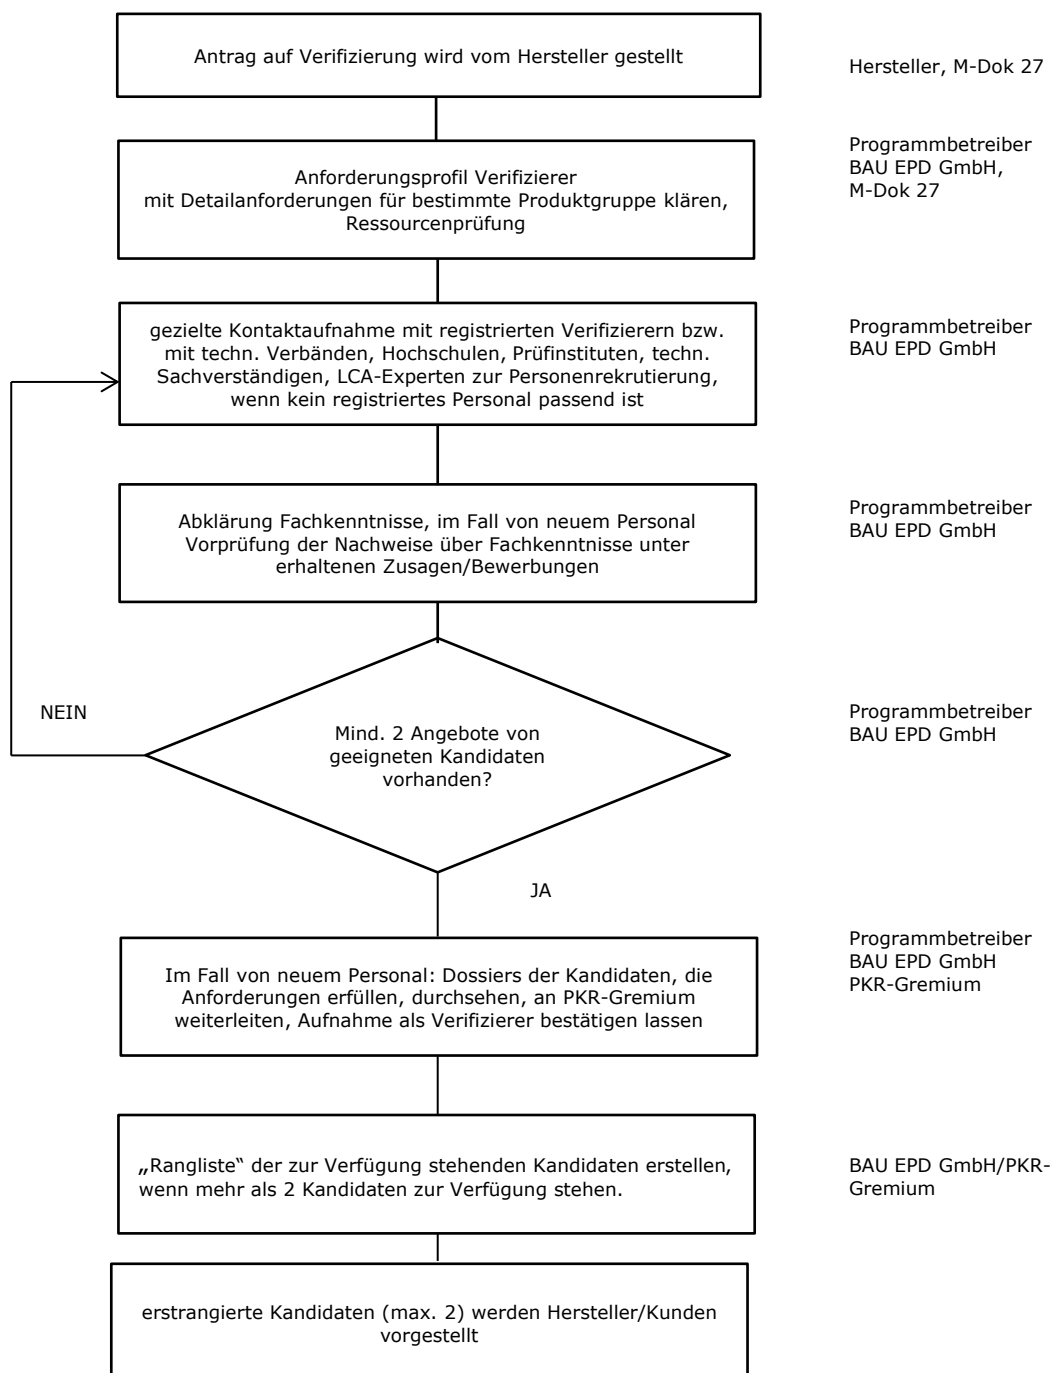 Antrag auf Verifizierung wird vom Hersteller gestellt
Hersteller, M-Dok 27
Anforderungsprofil Verifizierer
mit Detailanforderungen für bestimmte Produktgruppe klären,
Ressourcenprüfung
Programmbetreiber
BAU EPD GmbH,
M-Dok 27
gezielte Kontaktaufnahme mit registrierten Verifizierern bzw.
mit techn. Verbänden, Hochschulen, Prüfinstituten, techn.
Sachverständigen, LCA-Experten zur Personenrekrutierung,
wenn kein registriertes Personal passend ist
Programmbetreiber
BAU EPD GmbH
Abklärung Fachkenntnisse, im Fall von neuem Personal
Vorprüfung der Nachweise über Fachkenntnisse unter
erhaltenen Zusagen/Bewerbungen
Programmbetreiber
BAU EPD GmbH
NEIN
Mind. 2 Angebote von
geeigneten Kandidaten
vorhanden?
Programmbetreiber
BAU EPD GmbH
JA
Im Fall von neuem Personal: Dossiers der Kandidaten, die
Anforderungen erfüllen, durchsehen, an PKR-Gremium
weiterleiten, Aufnahme als Verifizierer bestätigen lassen
Programmbetreiber
BAU EPD GmbH
PKR-Gremium
„Rangliste“ der zur Verfügung stehenden Kandidaten erstellen,
wenn mehr als 2 Kandidaten zur Verfügung stehen.
BAU EPD GmbH/PKR-
Gremium
erstrangierte Kandidaten (max. 2) werden Hersteller/Kunden
vorgestellt